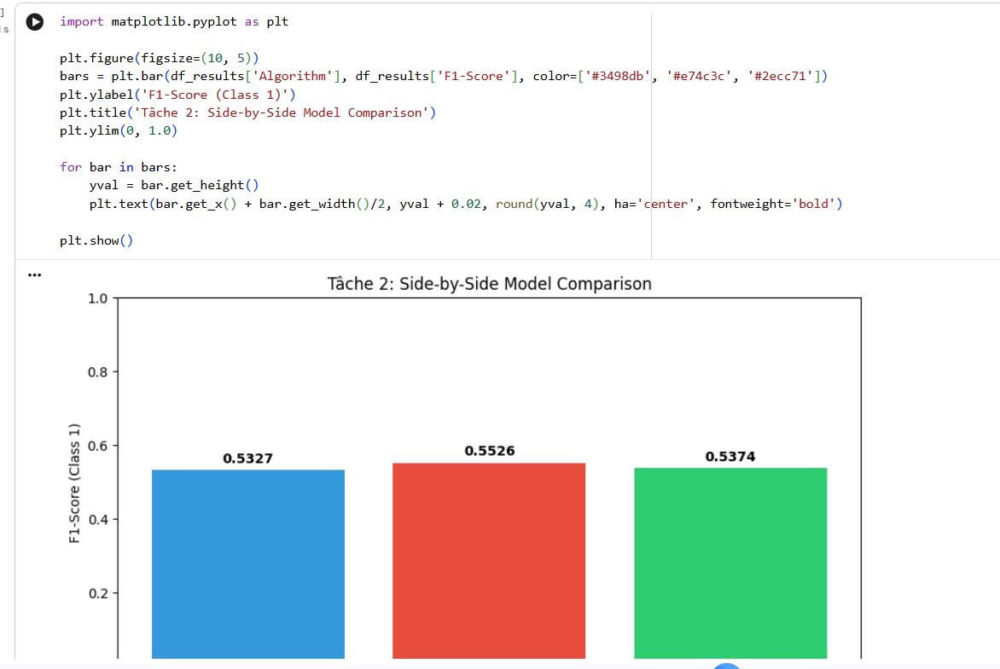 ]
s
import matplotlib.pyplot as plt
plt.figure(figsize=(10, 5))
bars = plt.bar(df_results['Algorithm'], df_results['F1-Score'], color=['#3498db', '#e74c3c', '#2ecc71'])
plt.ylabel('F1-Score (Class 1)')
plt.title('Tâche 2: Side-by-Side Model Comparison')
plt.ylim(0, 1.0)
for bar in bars:
    yval = bar.get_height()
    plt.text(bar.get_x() + bar.get_width()/2, yval + 0.02, round(yval, 4), ha='center', fontweight='bold')
plt.show()
Tâche 2: Side-by-Side Model Comparison
1.0
0.8
0.6
0.4
0.2
F1-Score (Class 1)
0.5327
0.5526
0.5374